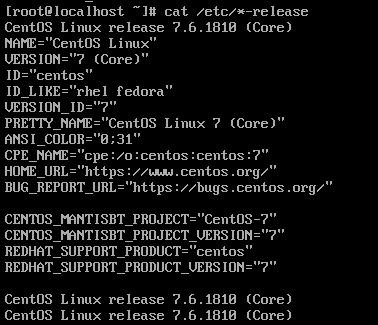 [root@localhost ~]# cat /etc/*-release
CentOS Linux release 7.6.1810 (Core)
NAME="CentOS Linux"
VERSION="7 (Core)"
ID="centos"
ID_LIKE="rhel fedora"
VERSION_ID="7"
PRETTY_NAME="CentOS Linux 7 (Core)"
ANSI_COLOR="0;31"
CPE_NAME="cpe:/o:centos:centos:7"
HOME_URL="https://www.centos.org/"
BUG_REPORT_URL="https://bugs.centos.org/"

CENTOS_MANTISBT_PROJECT="CentOS-7"
CENTOS_MANTISBT_PROJECT_VERSION="7"
REDHAT_SUPPORT_PRODUCT="centos"
REDHAT_SUPPORT_PRODUCT_VERSION="7"

CentOS Linux release 7.6.1810 (Core)
CentOS Linux release 7.6.1810 (Core)